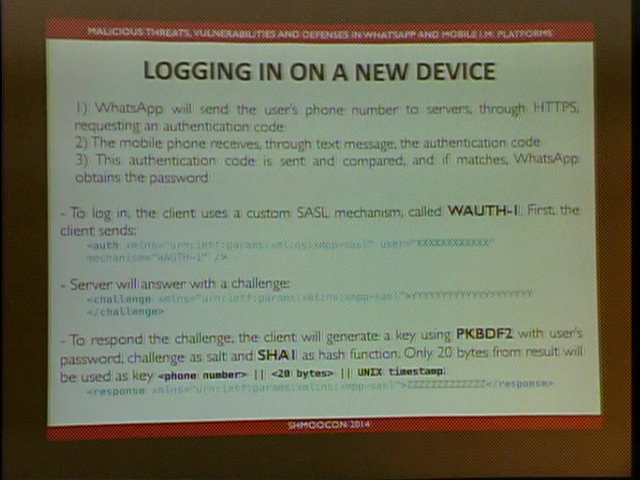 MALICIOUS THREATS, VULNERABILITIES AND DEFENSES IN WHATSAPP AND MOBILE I.M. PLATFORMS
LOGGING IN ON A NEW DEVICE
1) WhatsApp will send the user's phone number to servers, through HTTPS,
requesting an authentication code
2) The mobile phone receives, through text message, the authentication code
3) This authentication code is sent and compared, and if matches, WhatsApp
obtains the password:
- To log in, the client uses a custom SASL mechanism, called WAUTH-1. First, the
client sends:
<auth xmlns="urn:ietf:params:xml:ns:xmpp-sasl" user="XXXXXXXXXXXX"
mechanism="WAUTH-1" />
- Server will answer with a challenge:
<challenge xmlns="urn:ietf:params:xml:ns:xmpp-sasl">YYYYYYYYYYYYYYYYYYYY
</challenge>
- To respond the challenge, the client will generate a key using PKBDF2 with user's
password, challenge as salt and SHA1 as hash function. Only 20 bytes from result will
be used as key <phone number> || <20 bytes> || UNIX timestamp:
<response xmlns="urn:ietf:params:xml:ns:xmpp-sasl">ZZZZZZZZZZZZZ</response>
SHMOOCON 2014